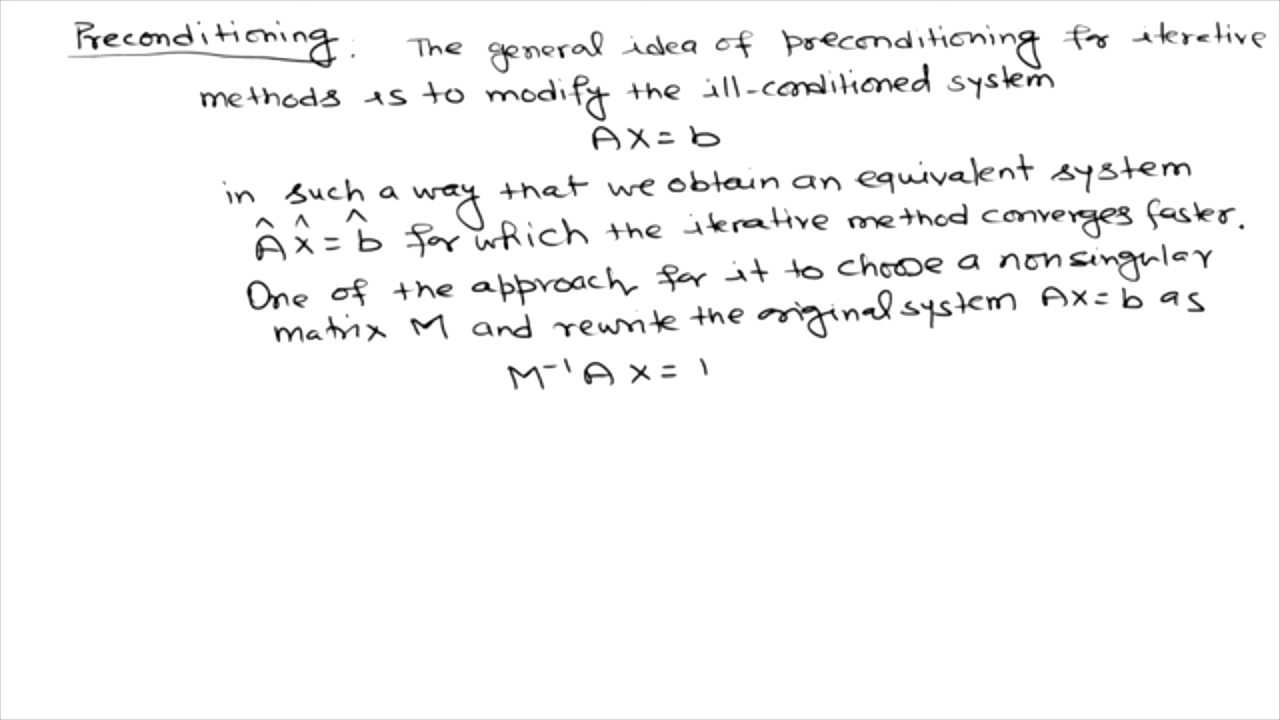 Preconditioning: The general idea of preconditioning for iterative
methods is to modify the ill-conditioned system
AX = b
in such a way that we obtain an equivalent system
Â x̂ = b̂ for which the iterative method converges faster.
One of the approach for it to choose a nonsingular
matrix M and rewrite the original system AX = b as
M⁻¹ A X =